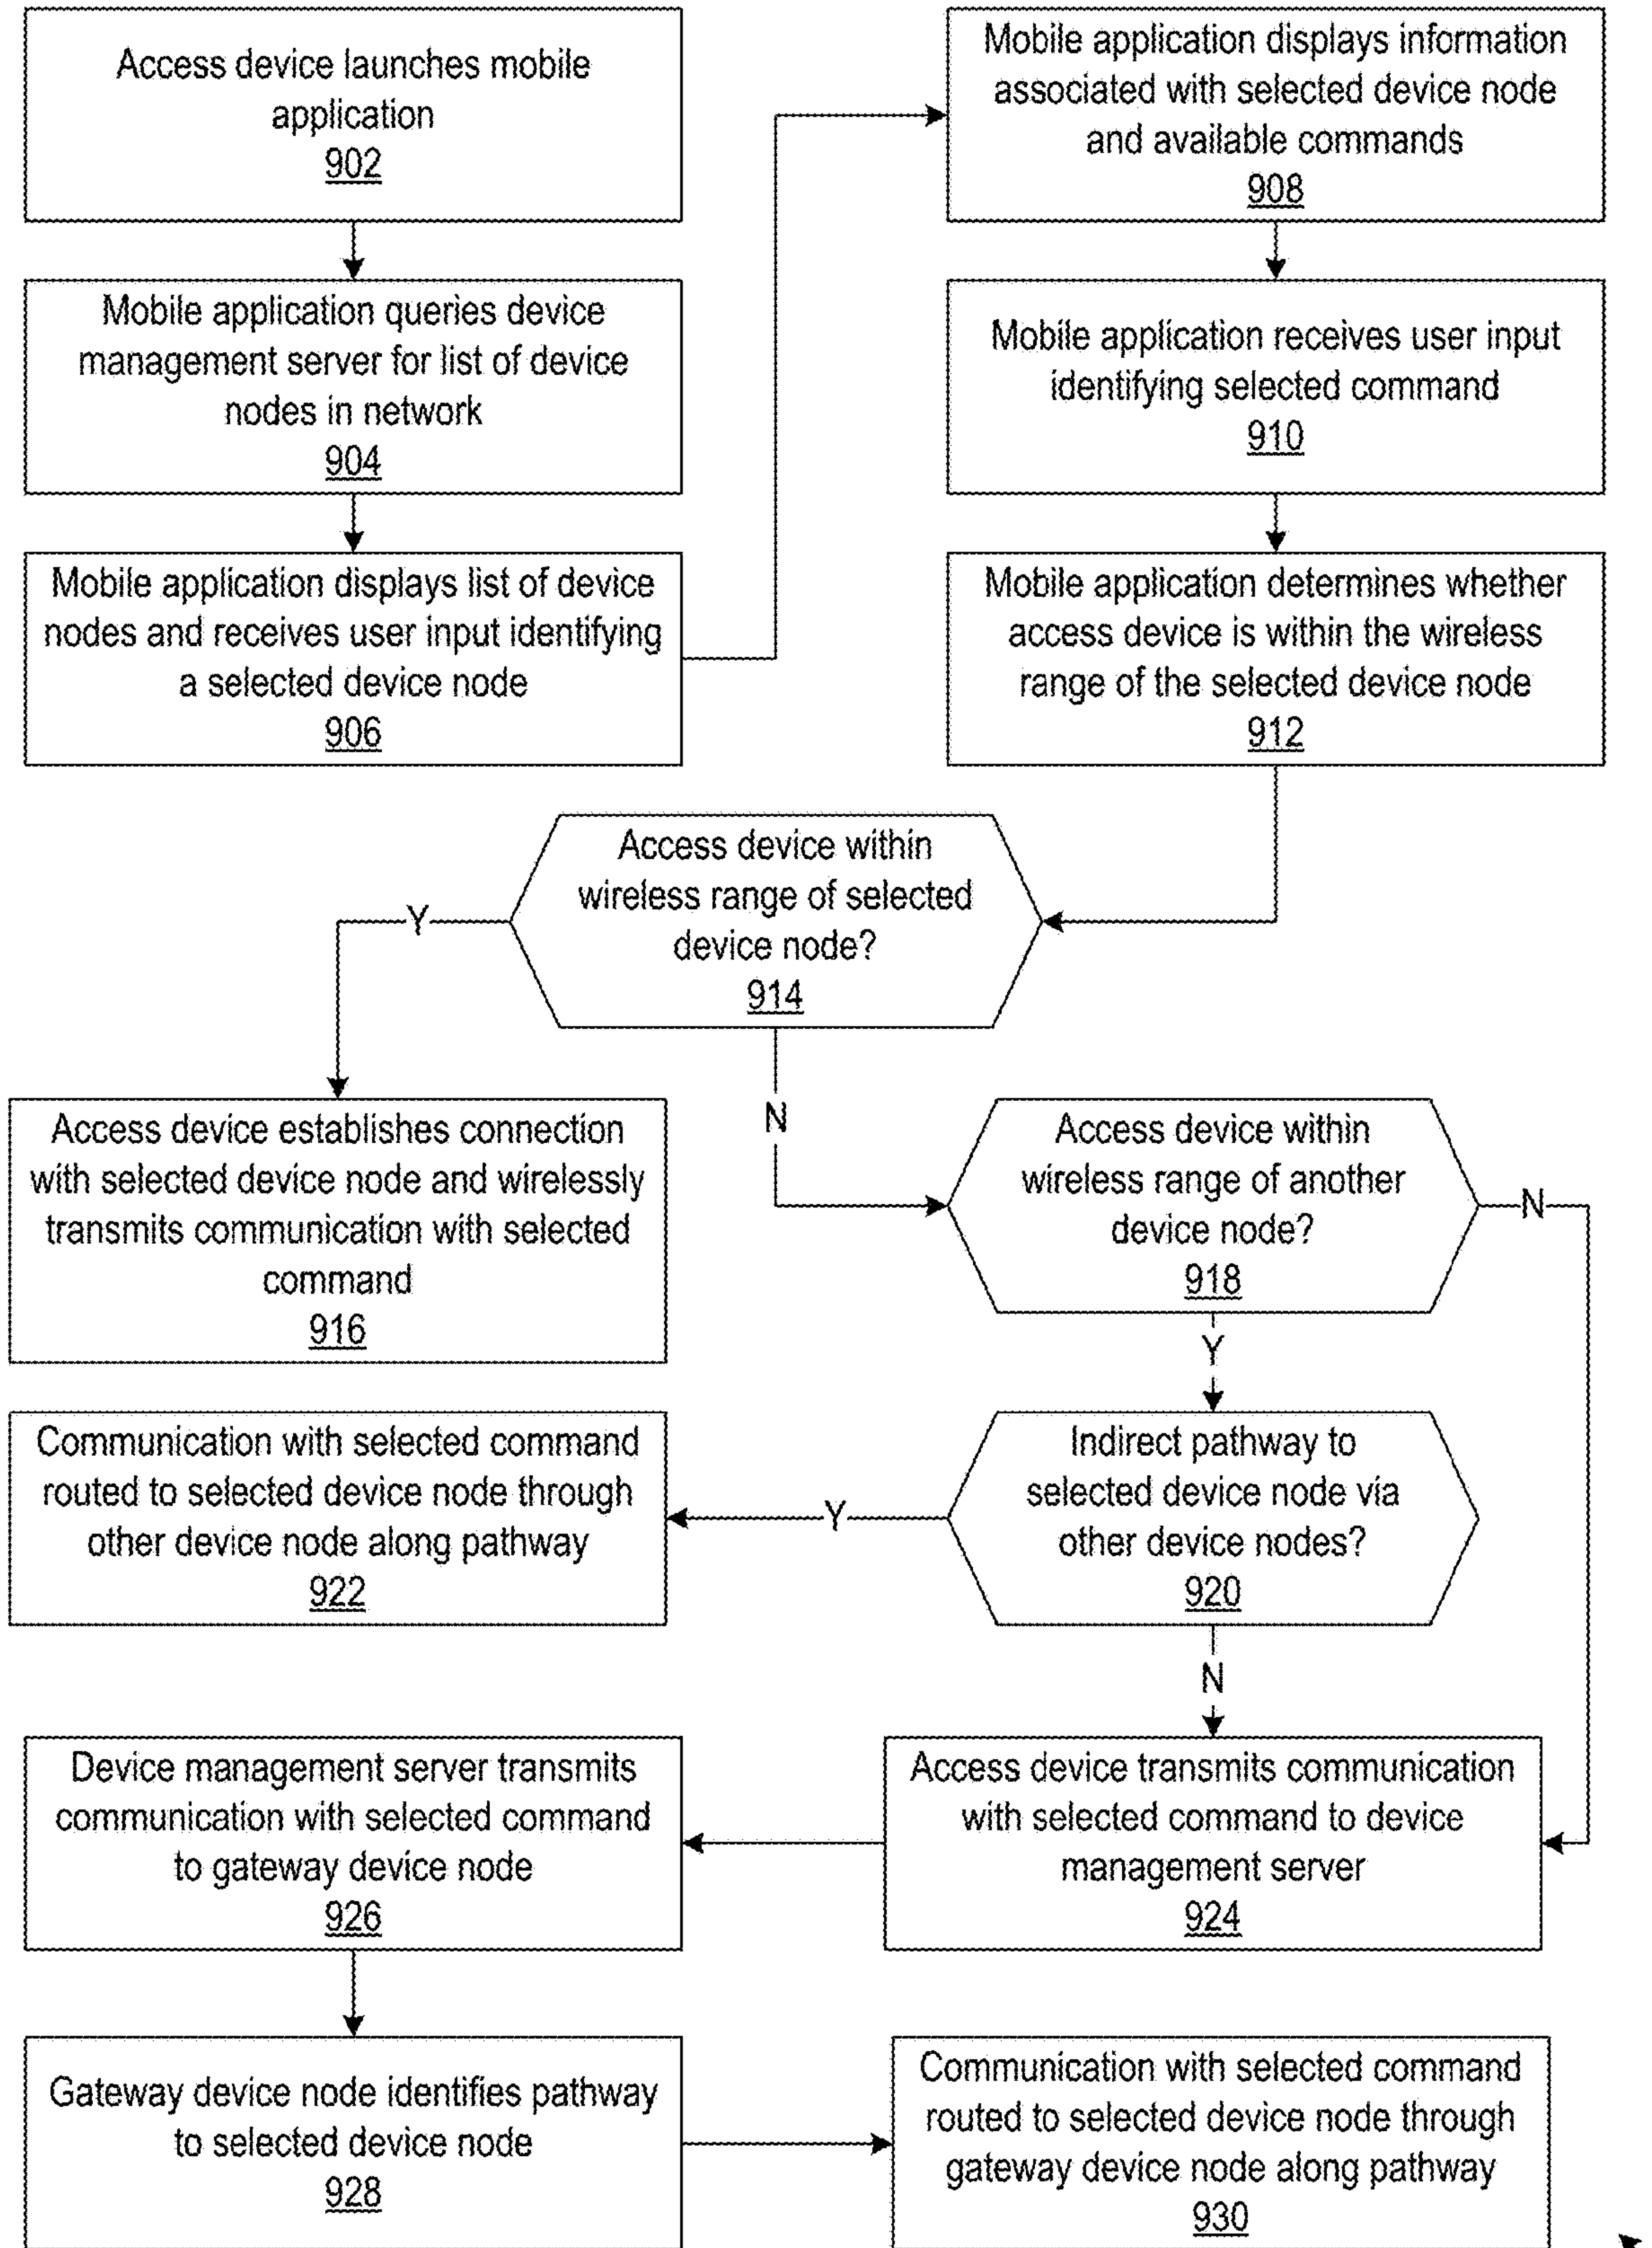 Access device launches mobile
application
902
Mobile application queries device
management server for list of device
nodes in network
904
Mobile application displays list of device
nodes and receives user input identifying
a selected device node
906
Mobile application displays information
associated with selected device node
and available commands
908
Mobile application receives user input
identifying selected command
910
Mobile application determines whether
access device is within the wireless
range of the selected device node
912
Access device within
wireless range of selected
device node?
914
Y
N
Access device establishes connection
with selected device node and wirelessly
transmits communication with selected
command
916
Access device within
wireless range of another
device node?
918
N
Y
Indirect pathway to
selected device node via
other device nodes?
920
Y
N
Communication with selected command
routed to selected device node through
other device node along pathway
922
Access device transmits communication
with selected command to device
management server
924
Device management server transmits
communication with selected command
to gateway device node
926
Gateway device node identifies pathway
to selected device node
928
Communication with selected command
routed to selected device node through
gateway device node along pathway
930